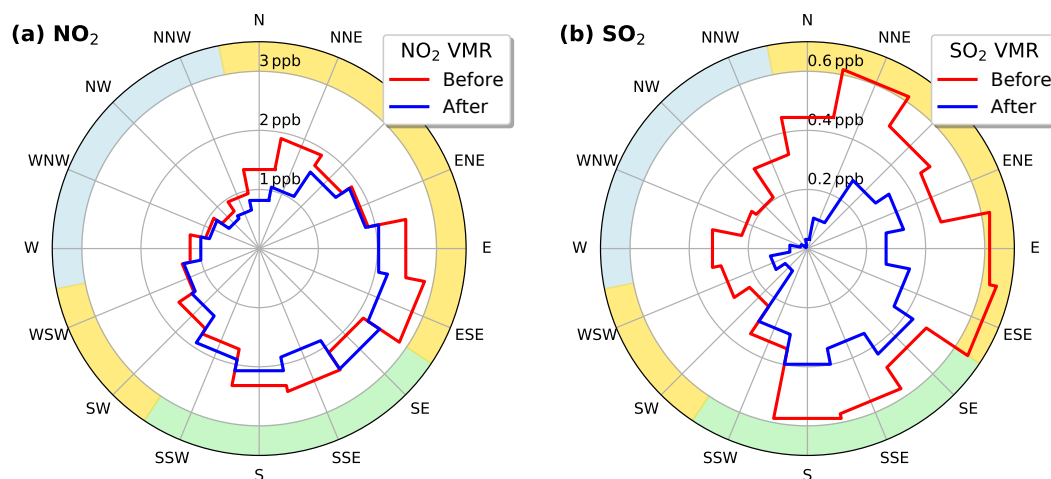 (a) NO₂
N
NNE
ENE
E
ESE
SE
SSE
S
SSW
SW
WSW
W
WNW
NW
NNW
3 ppb
2 ppb
1 ppb
NO₂ VMR
Before
After
(b) SO₂
N
NNE
ENE
E
ESE
SE
SSE
S
SSW
SW
WSW
W
WNW
NW
NNW
0.6 ppb
0.4 ppb
0.2 ppb
SO₂ VMR
Before
After